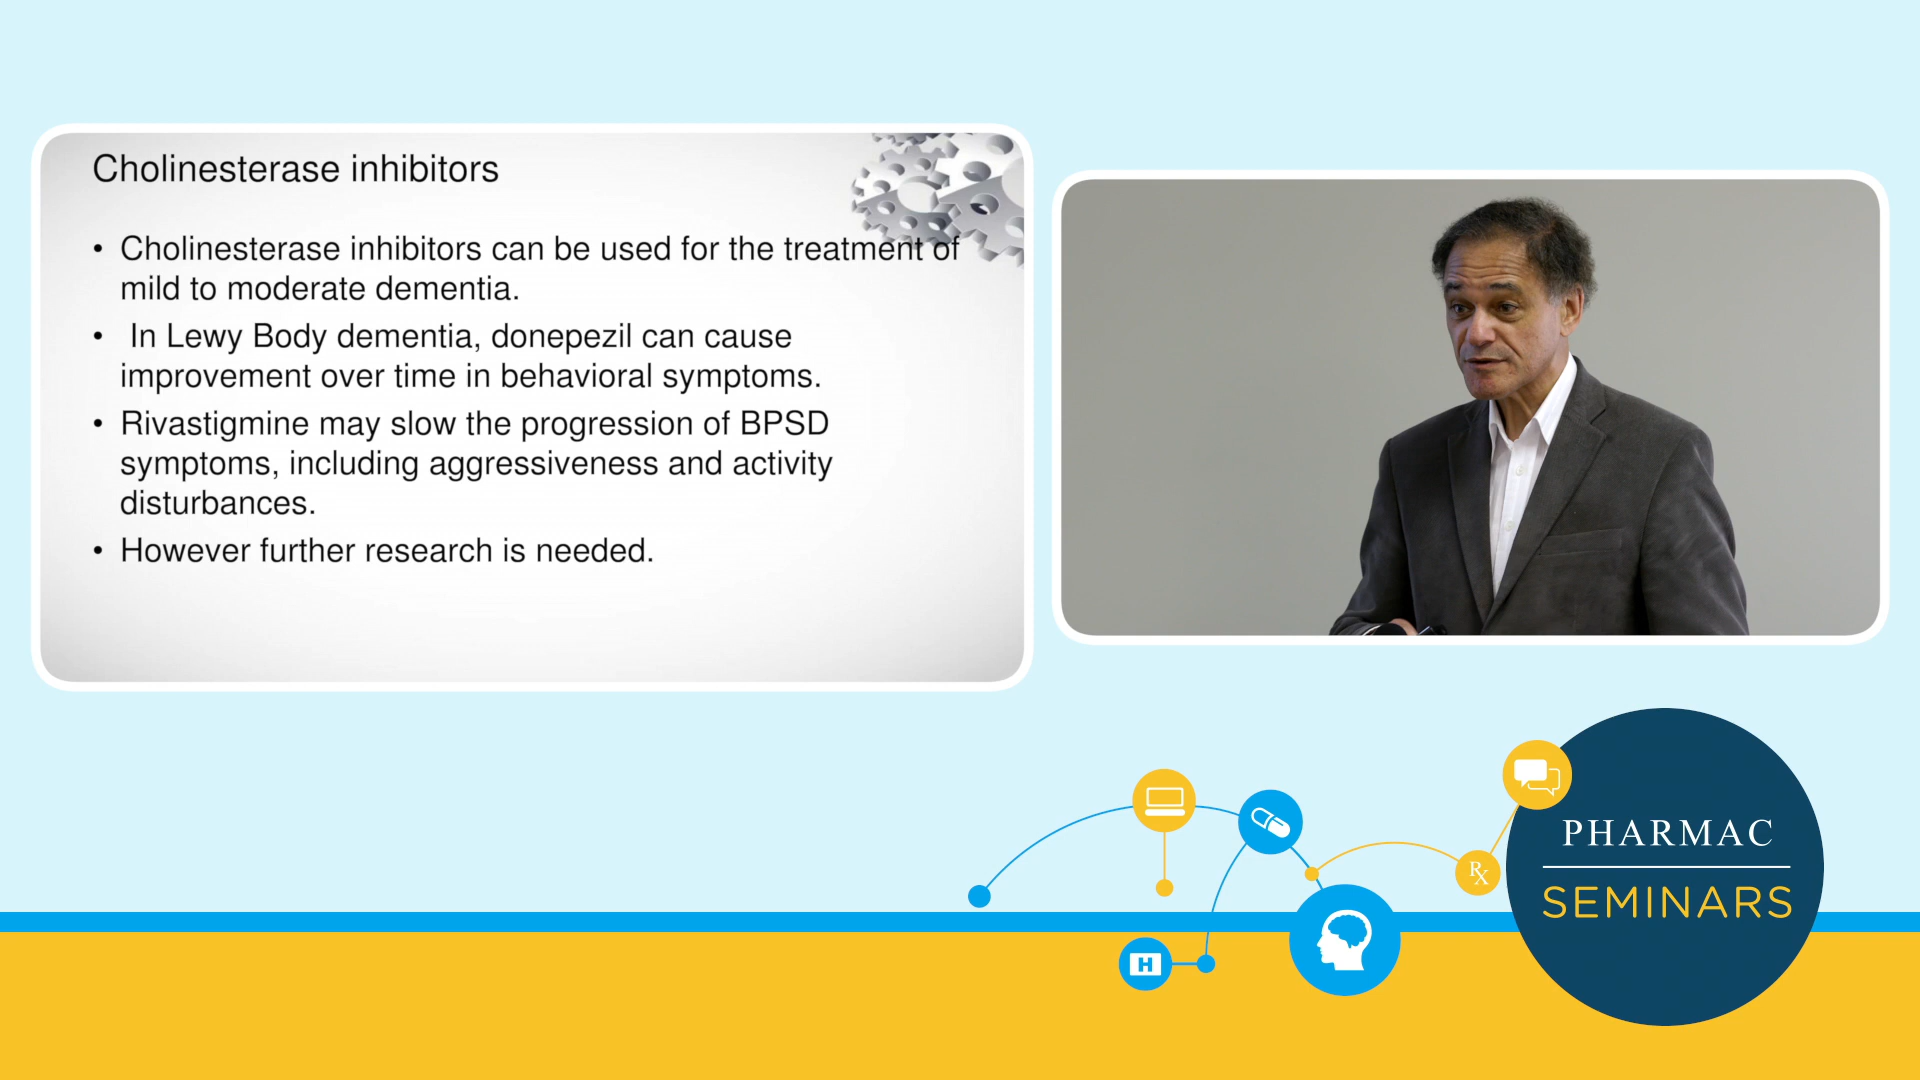 Cholinesterase inhibitors
• Cholinesterase inhibitors can be used for the treatment of
mild to moderate dementia.
• In Lewy Body dementia, donepezil can cause
improvement over time in behavioral symptoms.
• Rivastigmine may slow the progression of BPSD
symptoms, including aggressiveness and activity
disturbances.
• However further research is needed.
Rx
H
PHARMAC
SEMINARS